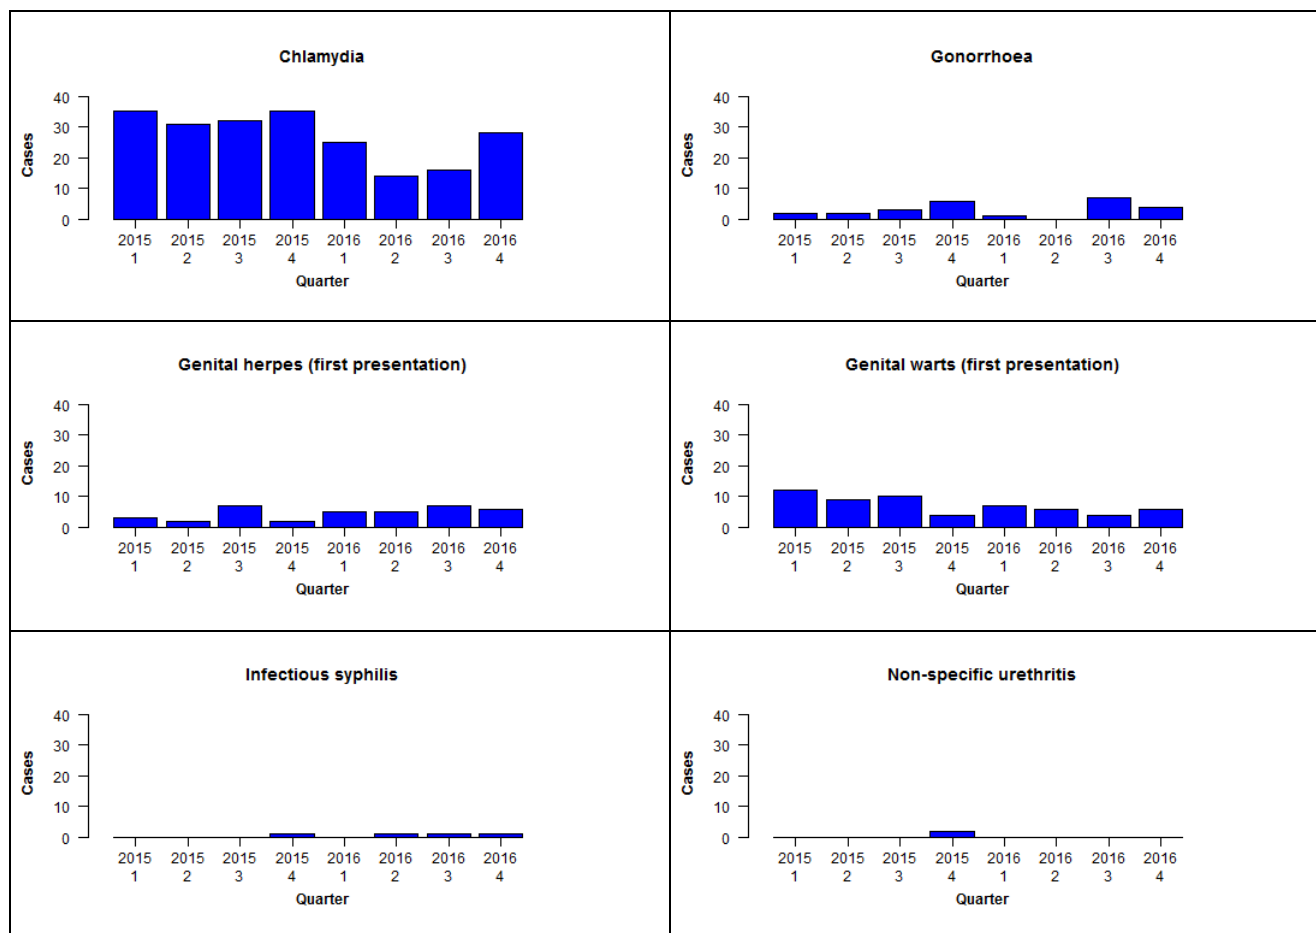 Chlamydia
40
30
20
10
0
Cases
2015 2015 2015 2015 2016 2016 2016 2016
1 2 3 4 1 2 3 4
Quarter
Gonorrhoea
40
30
20
10
0
Cases
2015 2015 2015 2015 2016 2016 2016 2016
1 2 3 4 1 2 3 4
Quarter
Genital herpes (first presentation)
40
30
20
10
0
Cases
2015 2015 2015 2015 2016 2016 2016 2016
1 2 3 4 1 2 3 4
Quarter
Genital warts (first presentation)
40
30
20
10
0
Cases
2015 2015 2015 2015 2016 2016 2016 2016
1 2 3 4 1 2 3 4
Quarter
Infectious syphilis
40
30
20
10
0
Cases
2015 2015 2015 2015 2016 2016 2016 2016
1 2 3 4 1 2 3 4
Quarter
Non-specific urethritis
40
30
20
10
0
Cases
2015 2015 2015 2015 2016 2016 2016 2016
1 2 3 4 1 2 3 4
Quarter